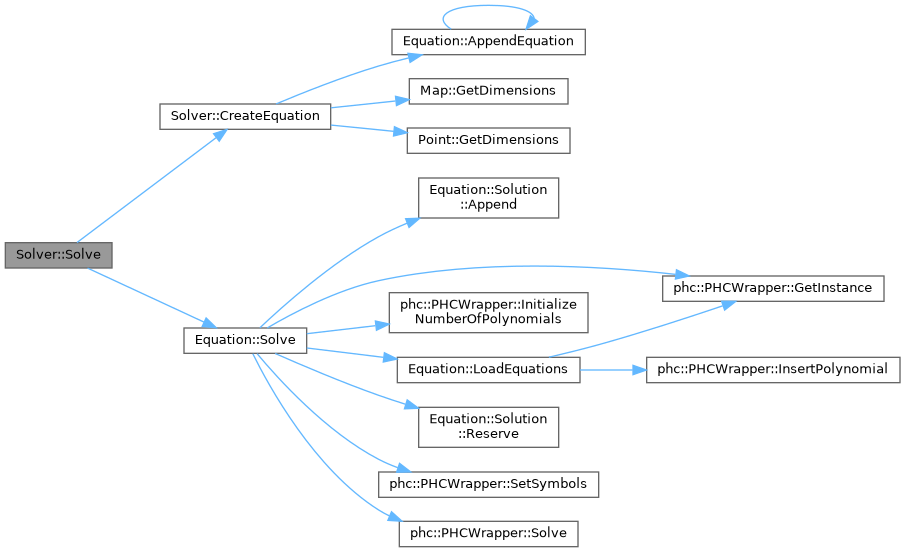 Equation::AppendEquation
Map::GetDimensions
Solver::CreateEquation
Point::GetDimensions
Equation::Solution
::Append
Solver::Solve
phc::PHCWrapper::GetInstance
phc::PHCWrapper::Initialize
NumberOfPolynomials
Equation::Solve
Equation::LoadEquations
phc::PHCWrapper::InsertPolynomial
Equation::Solution
::Reserve
phc::PHCWrapper::SetSymbols
phc::PHCWrapper::Solve